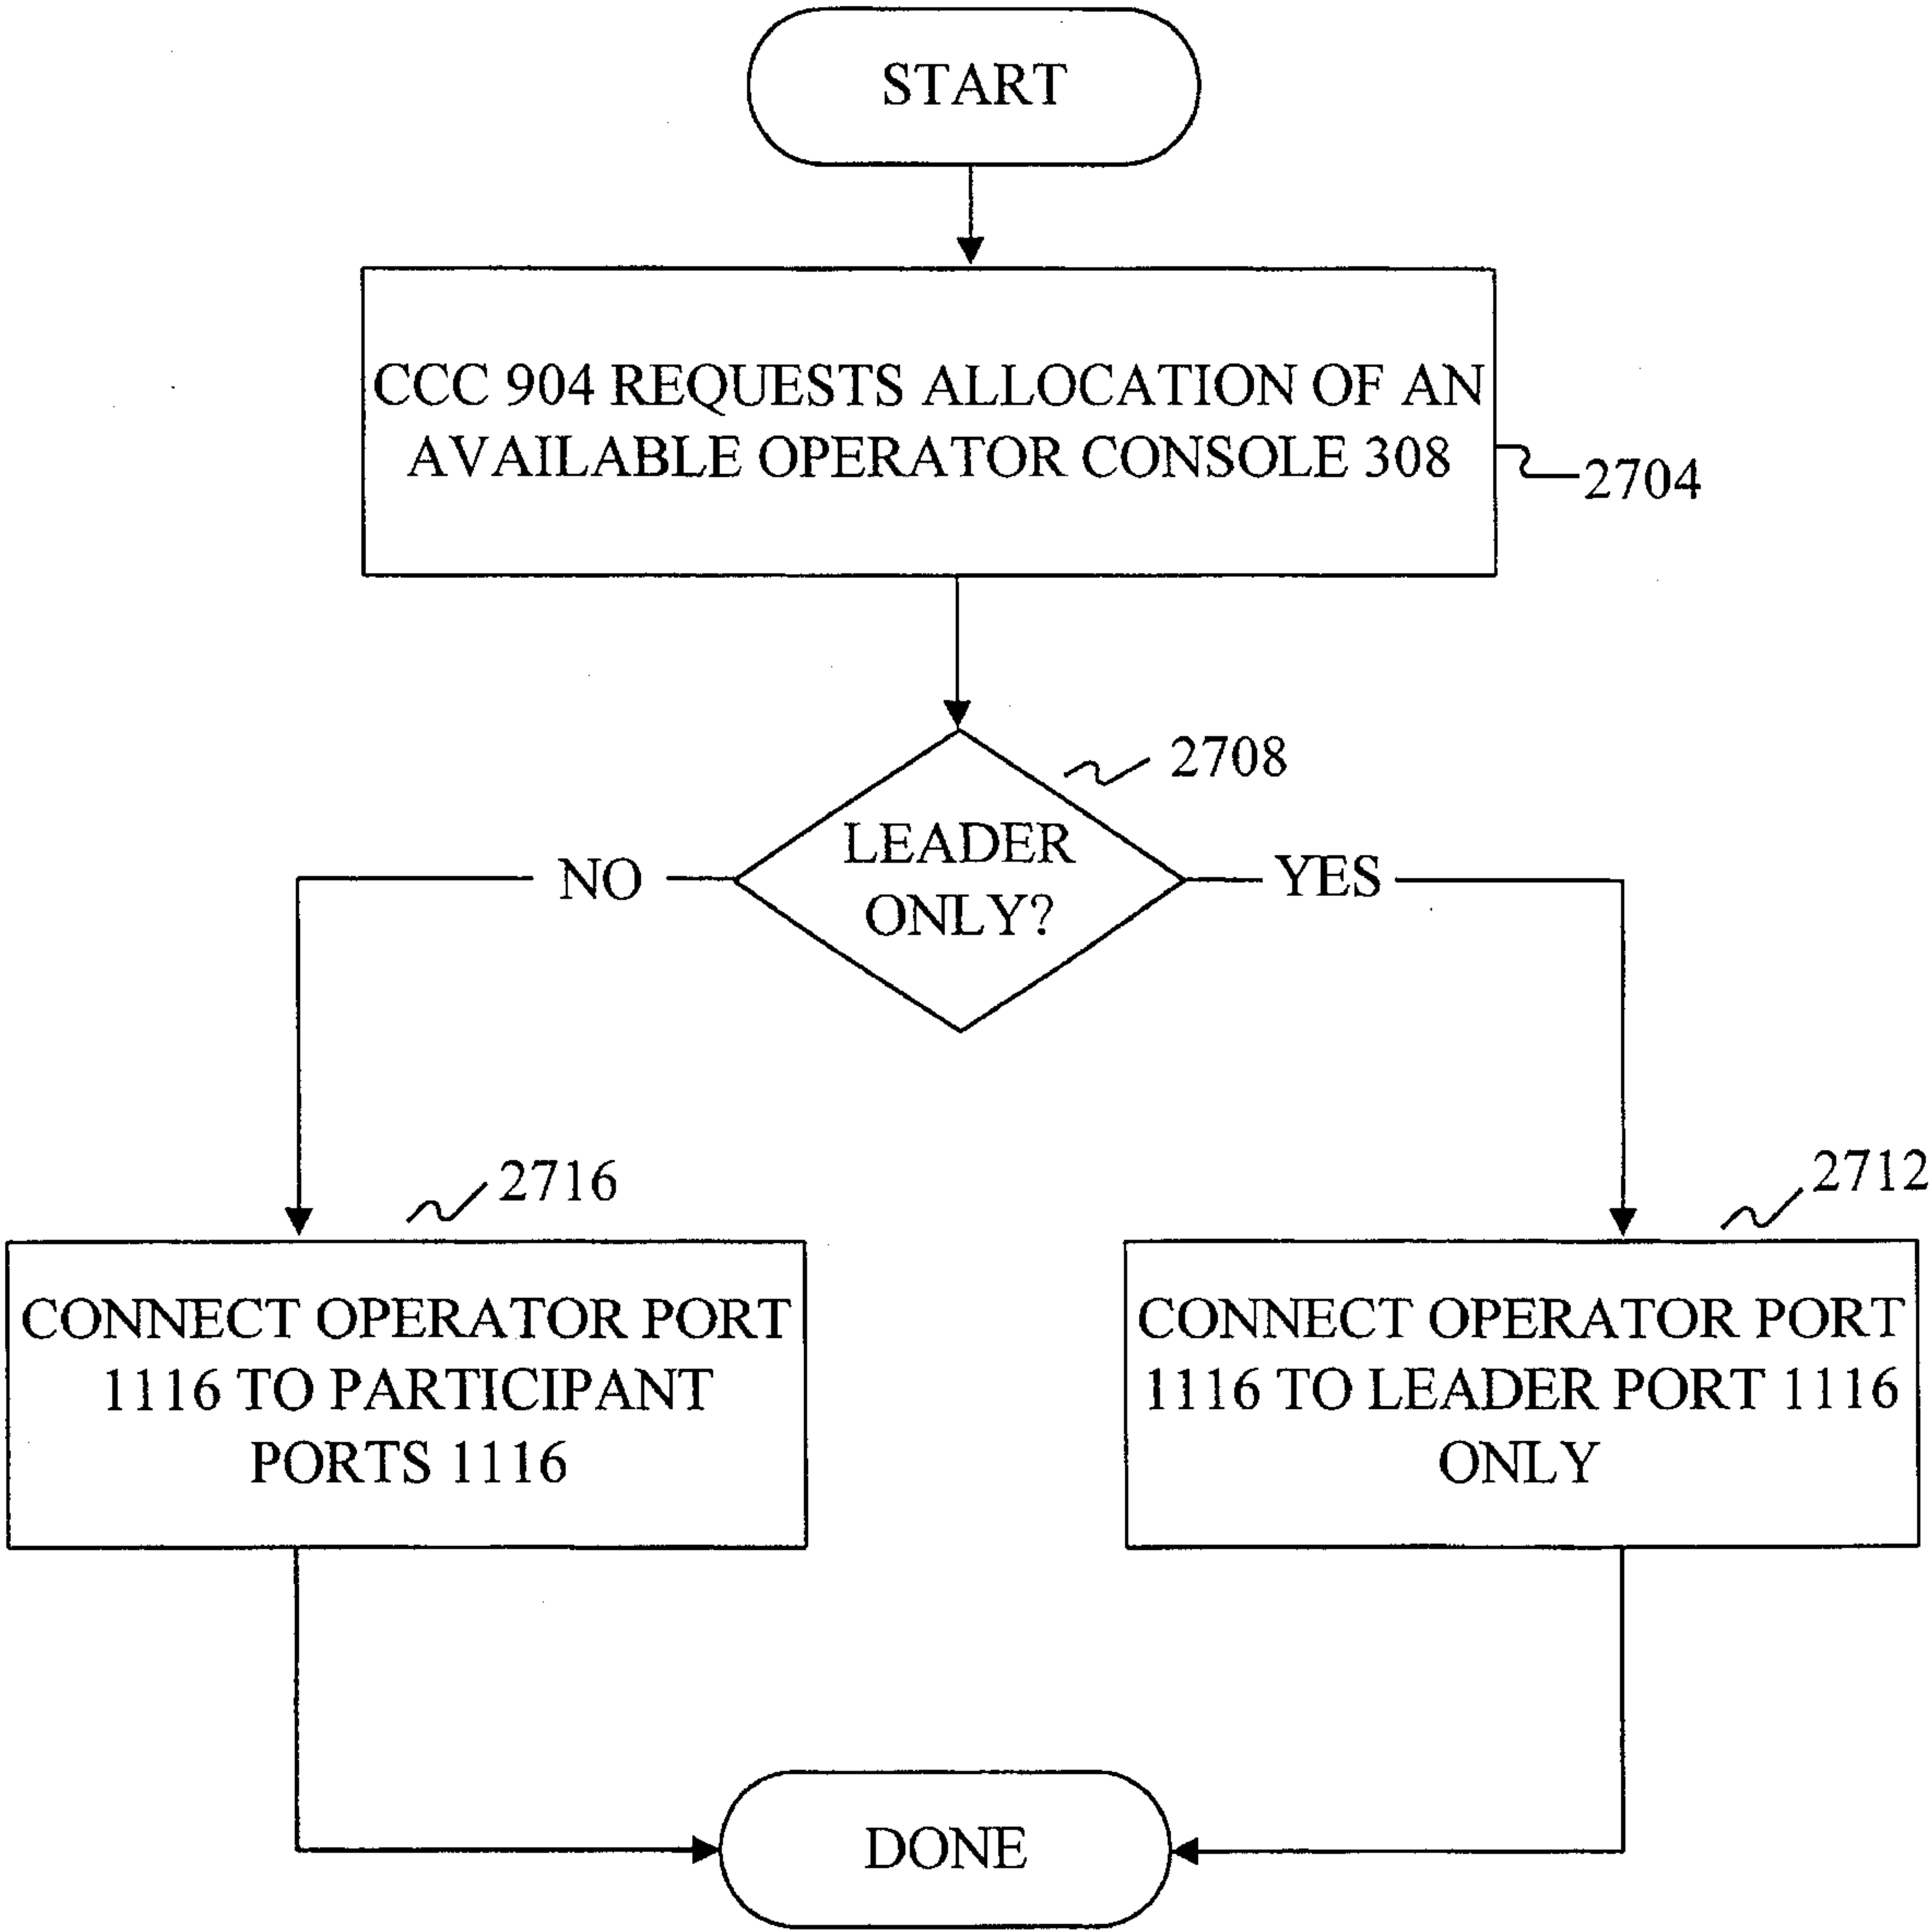 START
CCC 904 REQUESTS ALLOCATION OF AN
AVAILABLE OPERATOR CONSOLE 308
2704
2708
LEADER
ONLY?
NO
YES
2716
2712
CONNECT OPERATOR PORT
1116 TO PARTICIPANT
PORTS 1116
CONNECT OPERATOR PORT
1116 TO LEADER PORT 1116
ONLY
DONE